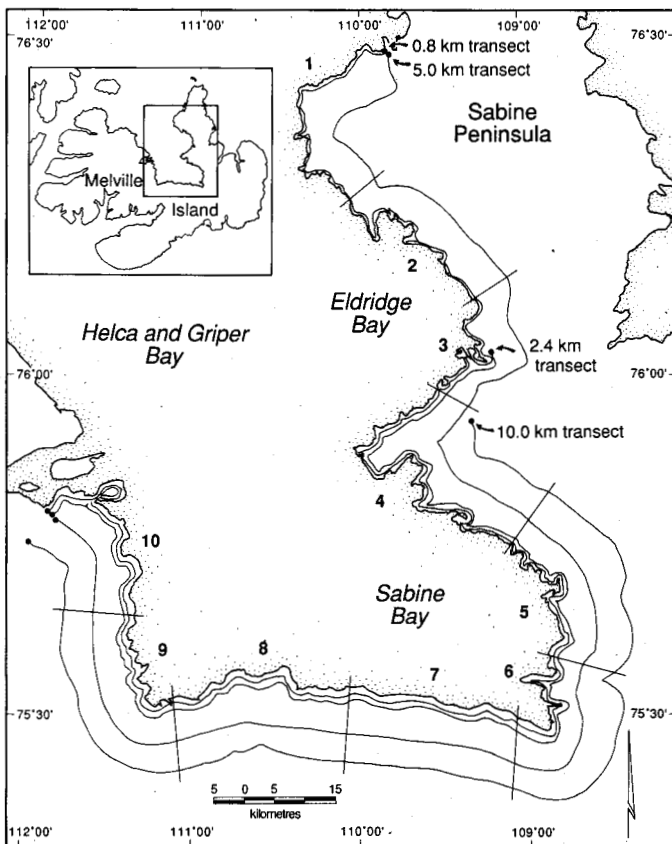 112°00'
110°00'
109°00'
76°30'
76°30'
0.8 km transect
5.0 km transect
1
Sabine
Peninsula
Melville
Island
2
Eldridge
Bay
Helca and Griper
Bay
3
2.4 km
transect
76°00'
76°00'
10.0 km transect
4
10
Sabine
Bay
5
9
8
7
6
75°30'
75°30'
5 0 5 15
kilometres
112°00'
111°00'
110°00'
109°00'